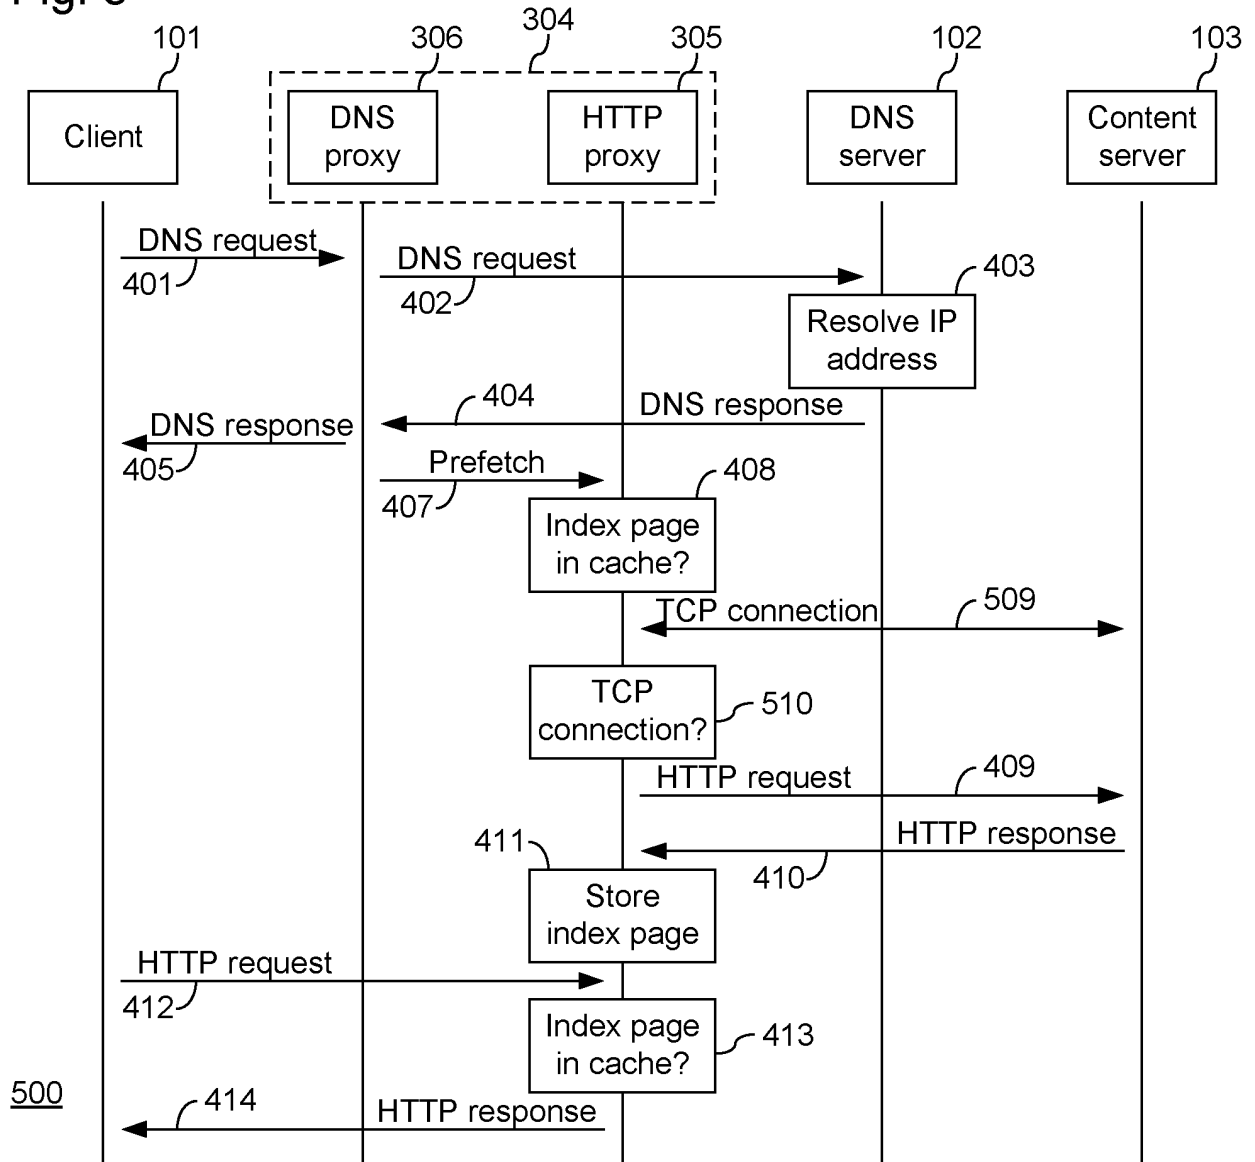 101
306
304
305
102
103
Client
DNS
proxy
HTTP
proxy
DNS
server
Content
server
DNS request
401
DNS request
402
403
Resolve IP
address
404
DNS response
DNS response
405
Prefetch
407
408
Index page
in cache?
TCP connection
509
TCP
connection?
510
HTTP request
409
HTTP response
410
411
Store
index page
HTTP request
412
Index page
in cache?
413
500
414
HTTP response